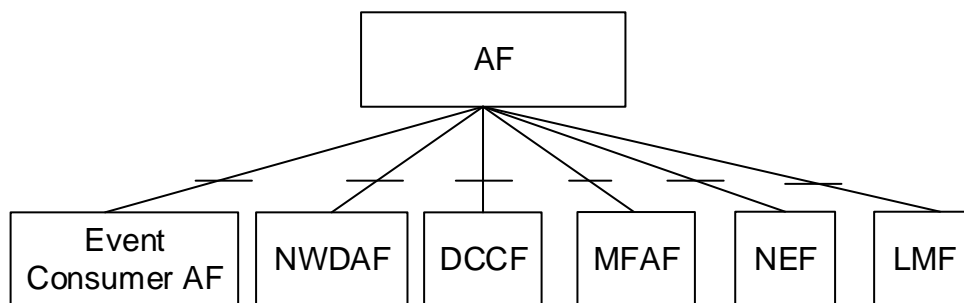 AF
Event
Consumer AF
NWDAF
DCCF
MFAF
NEF
LMF